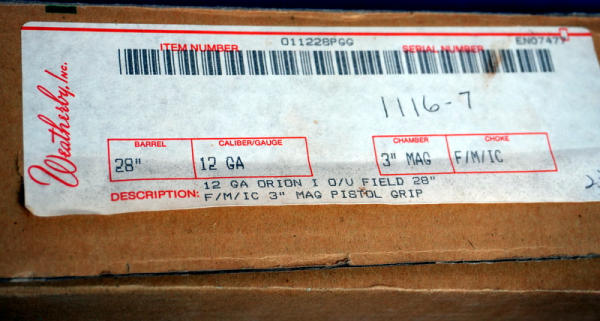 Weatherby, Inc.
ITEM NUMBER 011228PGG SERIAL NUMBER
1116-7
BARREL CALIBER/GAUGE CHAMBER CHOKE
28" 12 GA 3" MAG F/M/IC
DESCRIPTION: 12 GA ORION I O/U FIELD 28"
F/M/IC 3" MAG PISTOL GRIP